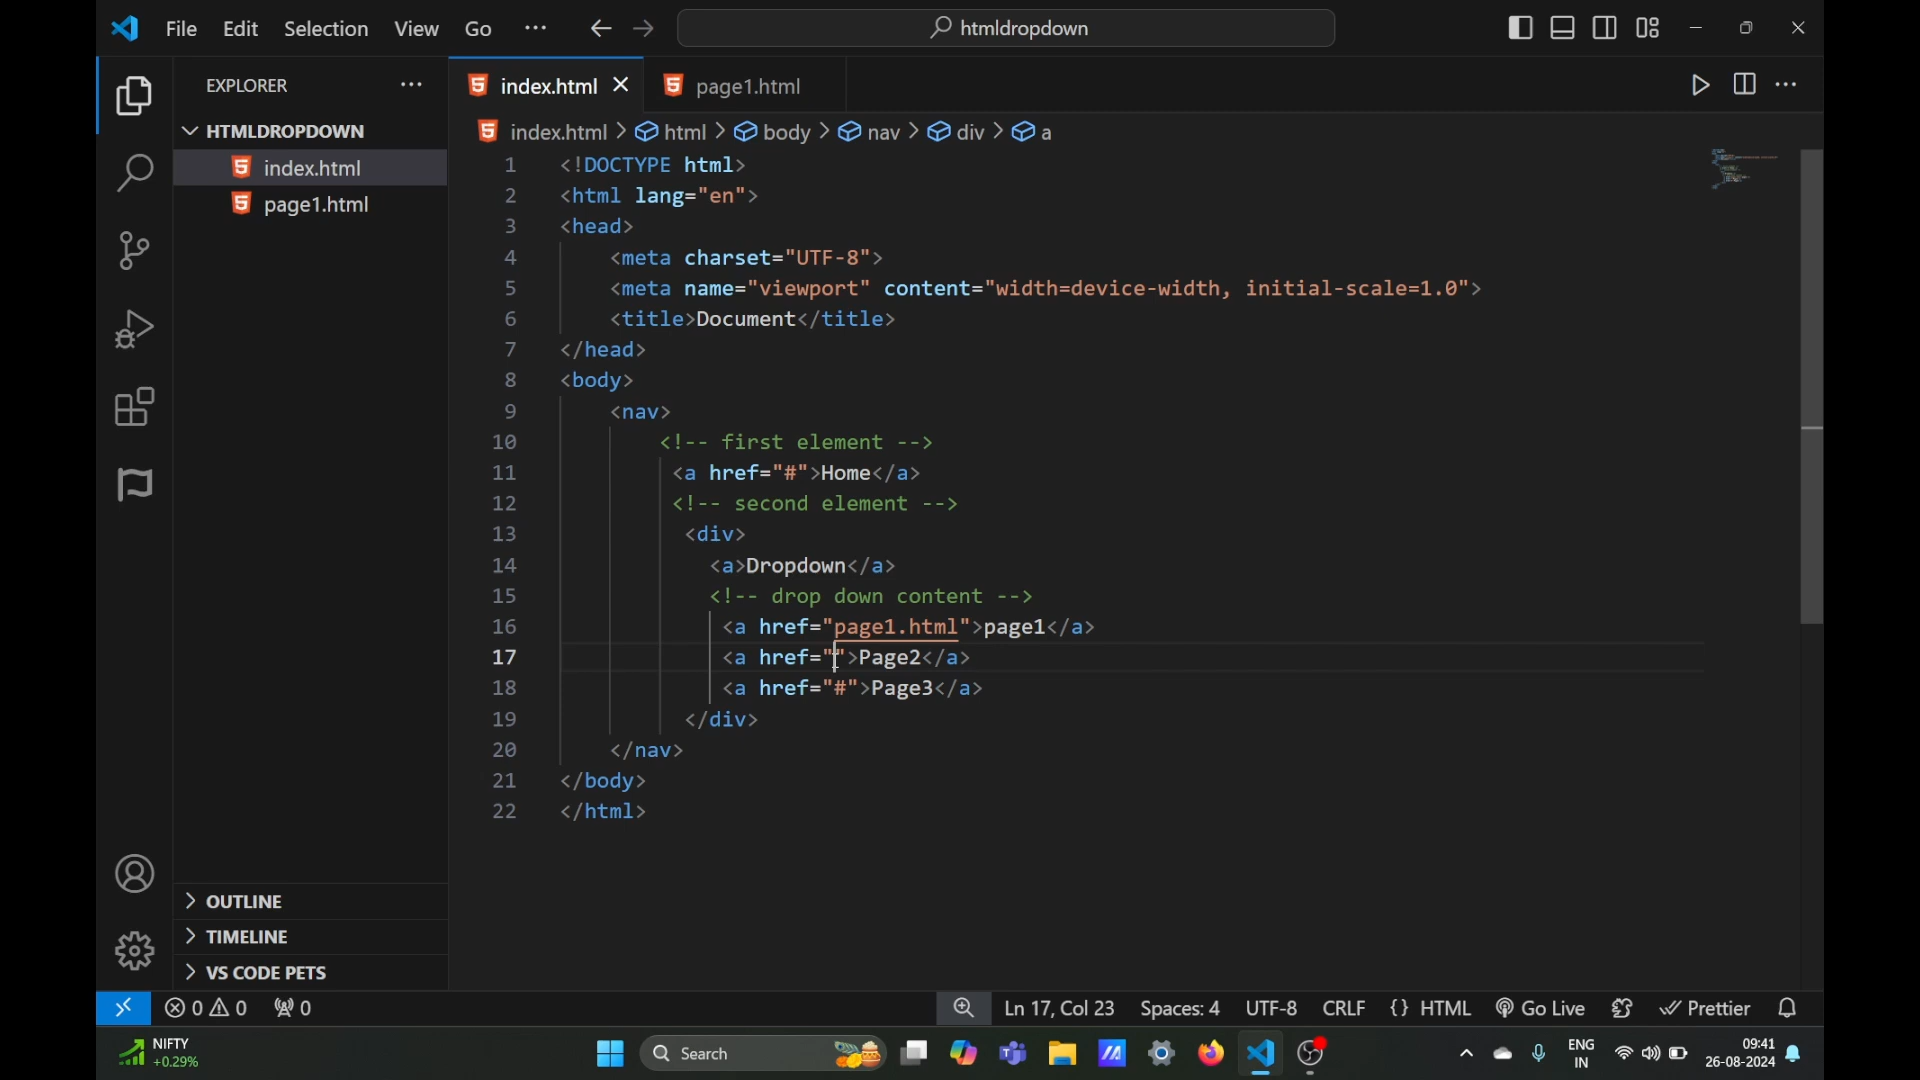 File Edit Selection View Go ··· htmldropdown
EXPLORER ···
HTMLDROPDOWN
index.html
page1.html
OUTLINE
TIMELINE
VS CODE PETS
index.html page1.html
index.html > html > body > nav > div > a
1 <!DOCTYPE html>
2 <html lang="en">
3 <head>
4 <meta charset="UTF-8">
5 <meta name="viewport" content="width=device-width, initial-scale=1.0">
6 <title>Document</title>
7 </head>
8 <body>
9 <nav>
10 <!-- first element -->
11 <a href="#">Home</a>
12 <!-- second element -->
13 <div>
14 <a>Dropdown</a>
15 <!-- drop down content -->
16 <a href="page1.html">page1</a>
17 <a href="">Page2</a>
18 <a href="#">Page3</a>
19 </div>
20 </nav>
21 </body>
22 </html>
0 0 0 Ln 17, Col 23 Spaces: 4 UTF-8 CRLF {} HTML Go Live Prettier
NIFTY
+0.29%
Search
ENG
IN
09:41
26-08-2024